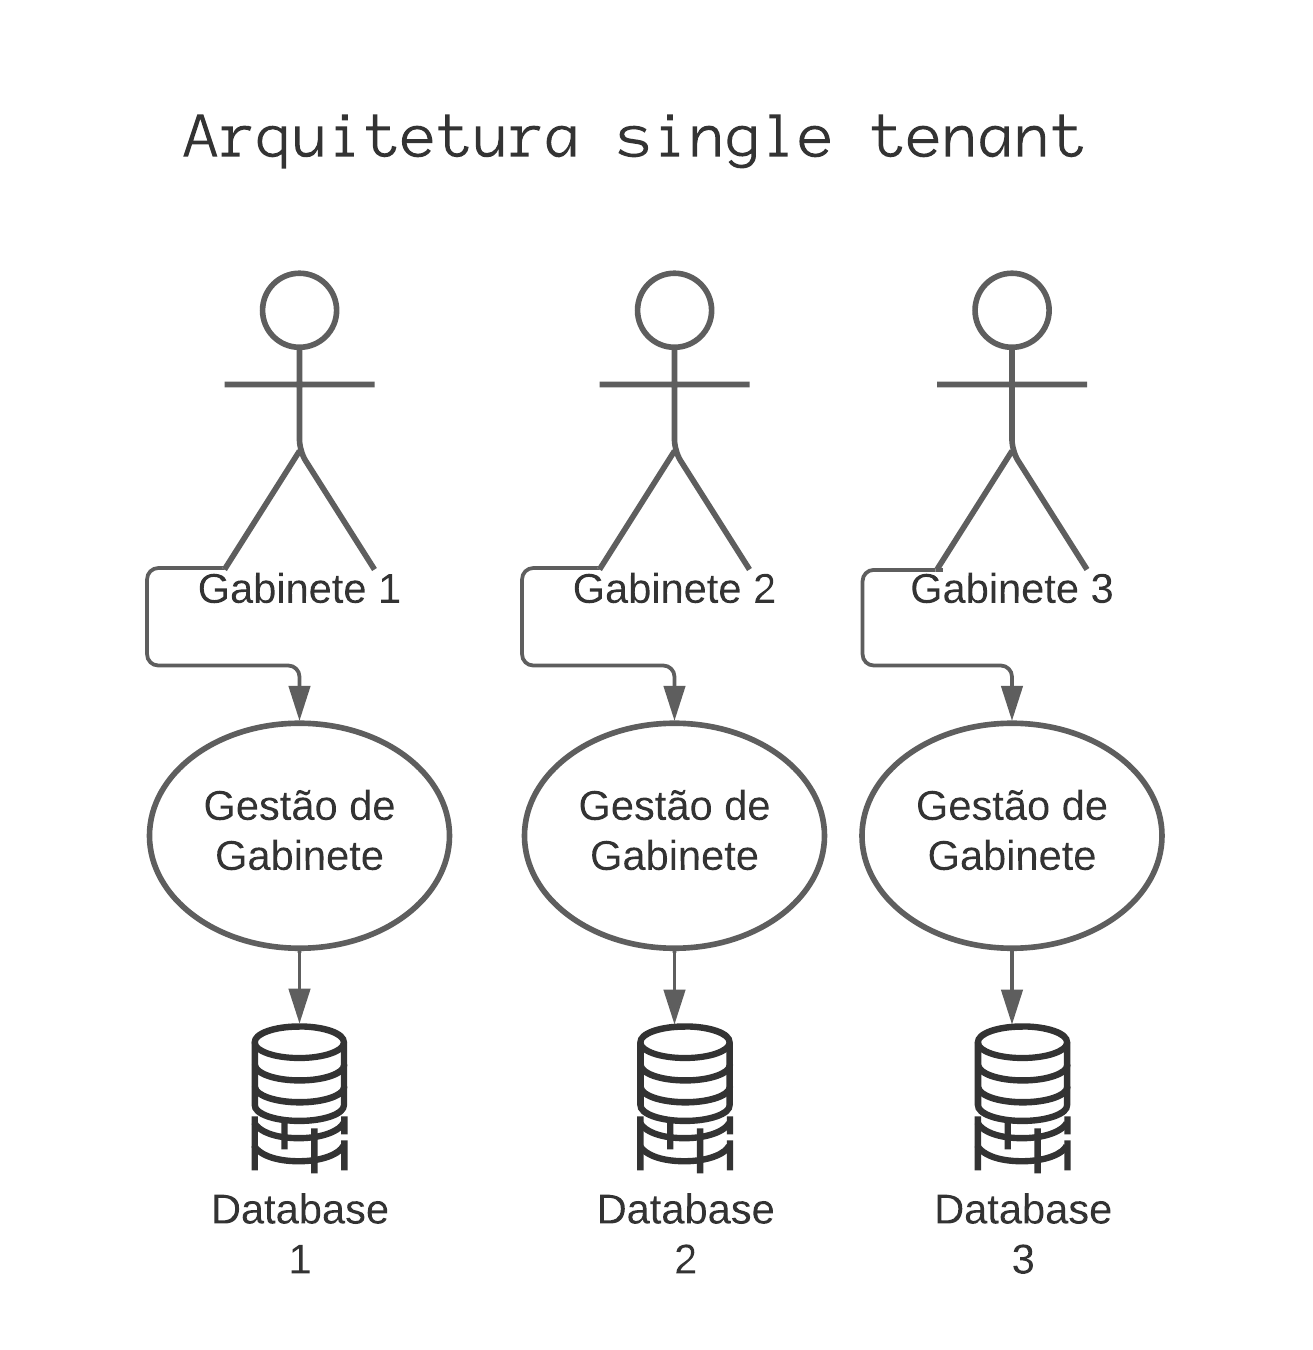 Arquitetura single tenant
Gabinete 1
Gabinete 2
Gabinete 3
Gestão de
Gabinete
Gestão de
Gabinete
Gestão de
Gabinete
Database
1
Database
2
Database
3